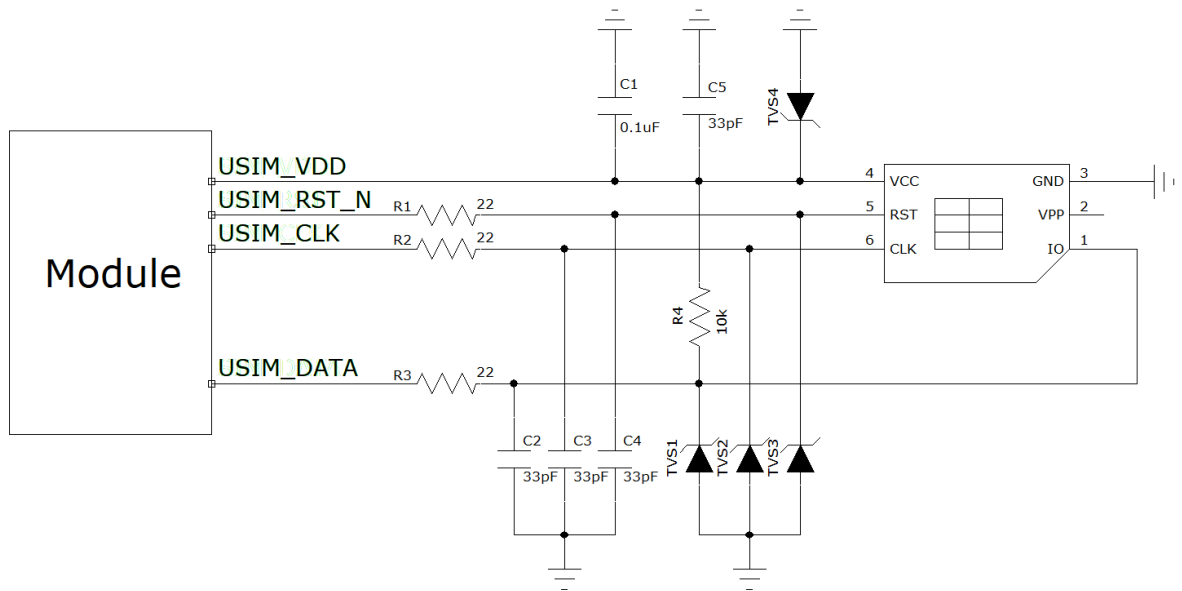 C1
0.1uF
C5
33pF
TVS4
USIM_VDD
USIM_RST_N
R1
22
USIM_CLK
R2
22
Module
4
VCC
GND
3
5
RST
VPP
2
6
CLK
IO
1
R4
10k
USIM_DATA
R3
22
C2
33pF
C3
33pF
C4
33pF
TVS1
TVS2
TVS3